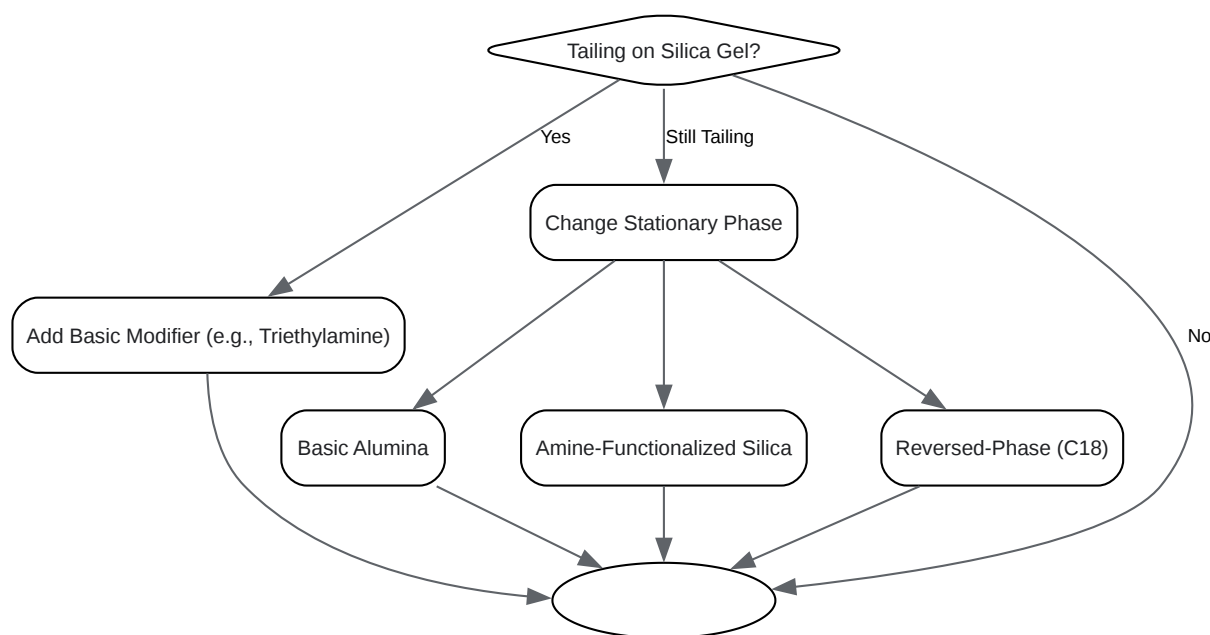 Tailing on Silica Gel?
Yes
Still Tailing
Change Stationary Phase
Add Basic Modifier (e.g., Triethylamine)
No
Basic Alumina
Amine-Functionalized Silica
Reversed-Phase (C18)